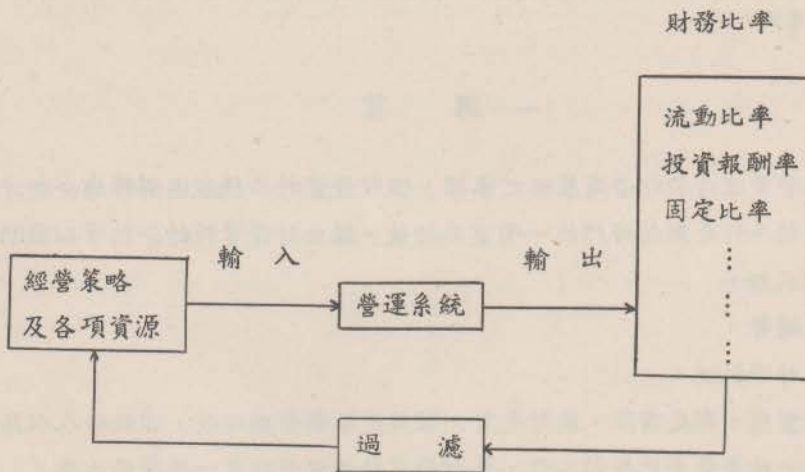 財務比率
流動比率
投資報酬率
固定比率
輸入
輸出
經營策略
及各項資源
營運系統
過濾